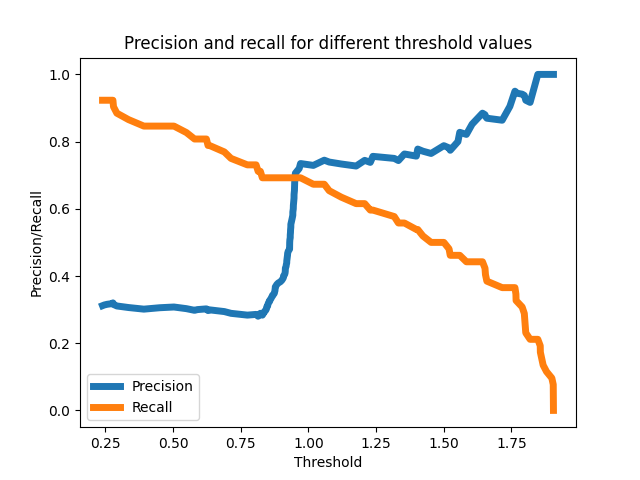 Precision and recall for different threshold values
1.0
0.8
0.6
0.4
0.2
0.0
Precision/Recall
Precision
Recall
0.25 0.50 0.75 1.00 1.25 1.50 1.75
Threshold